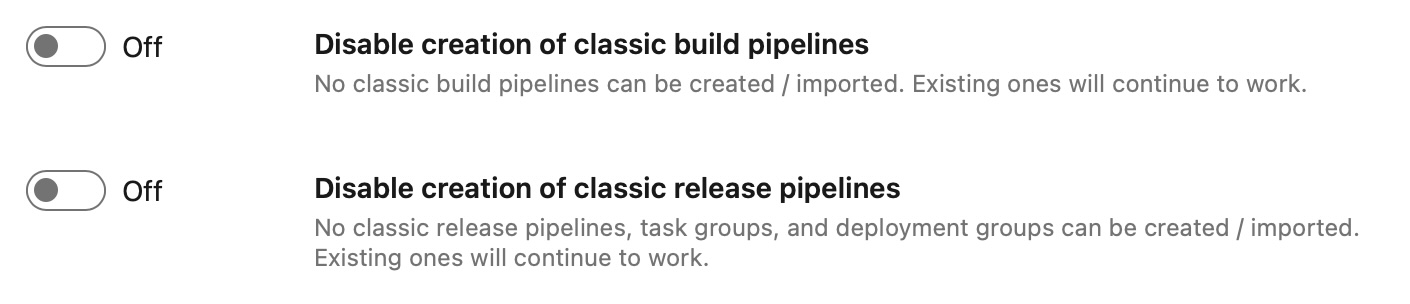 Off
Disable creation of classic build pipelines
No classic build pipelines can be created / imported. Existing ones will continue to work.
Off
Disable creation of classic release pipelines
No classic release pipelines, task groups, and deployment groups can be created / imported.
Existing ones will continue to work.